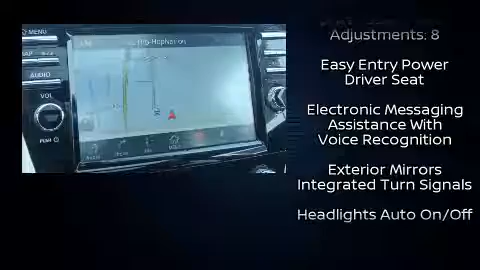 MENU
AUDIO
VOL
PUSH
Adjustments: 8
Easy Entry Power
Driver Seat
Electronic Messaging
Assistance With
Voice Recognition
Exterior Mirrors
Integrated Turn Signals
Headlights Auto On/Off